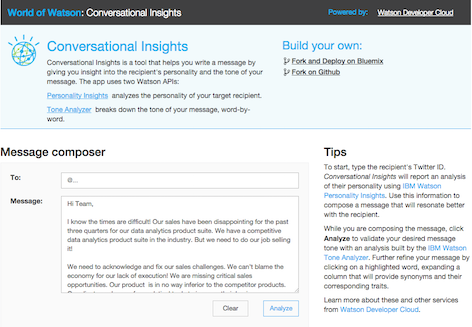 World of Watson: Conversational Insights
Powered by: Watson Developer Cloud
Conversational Insights
Conversational Insights is a tool that helps you write a message by
giving you insight into the recipient's personality and the tone of your
message. The app uses two Watson APIs:
Personality Insights analyzes the personality of your target recipient.
Tone Analyzer breaks down the tone of your message, word-by-
word.
Build your own:
Fork and Deploy on Bluemix
Fork on Github
Message composer
To:
@...
Message:
Hi Team,
I know the times are difficult! Our sales have been disappointing for the past
three quarters for our data analytics product suite. We have a competitive
data analytics product suite in the industry. But we need to do our job selling
it!
We need to acknowledge and fix our sales challenges. We can't blame the
economy for our lack of execution! We are missing critical sales
opportunities. Our product is in no way inferior to the competitor products.
Clear
Analyze
Tips
To start, type the recipient's Twitter ID.
Conversational Insights will report an analysis
of their personality using IBM Watson
Personality Insights. Use this information to
compose a message that will resonate better
with the recipient.
While you are composing the message, click
Analyze to validate your desired message
tone with an analysis built by the IBM Watson
Tone Analyzer. Further refine your message by
clicking on a highlighted word, expanding a
column that will provide synonyms and their
corresponding traits.
Learn more about these and other services
from Watson Developer Cloud.